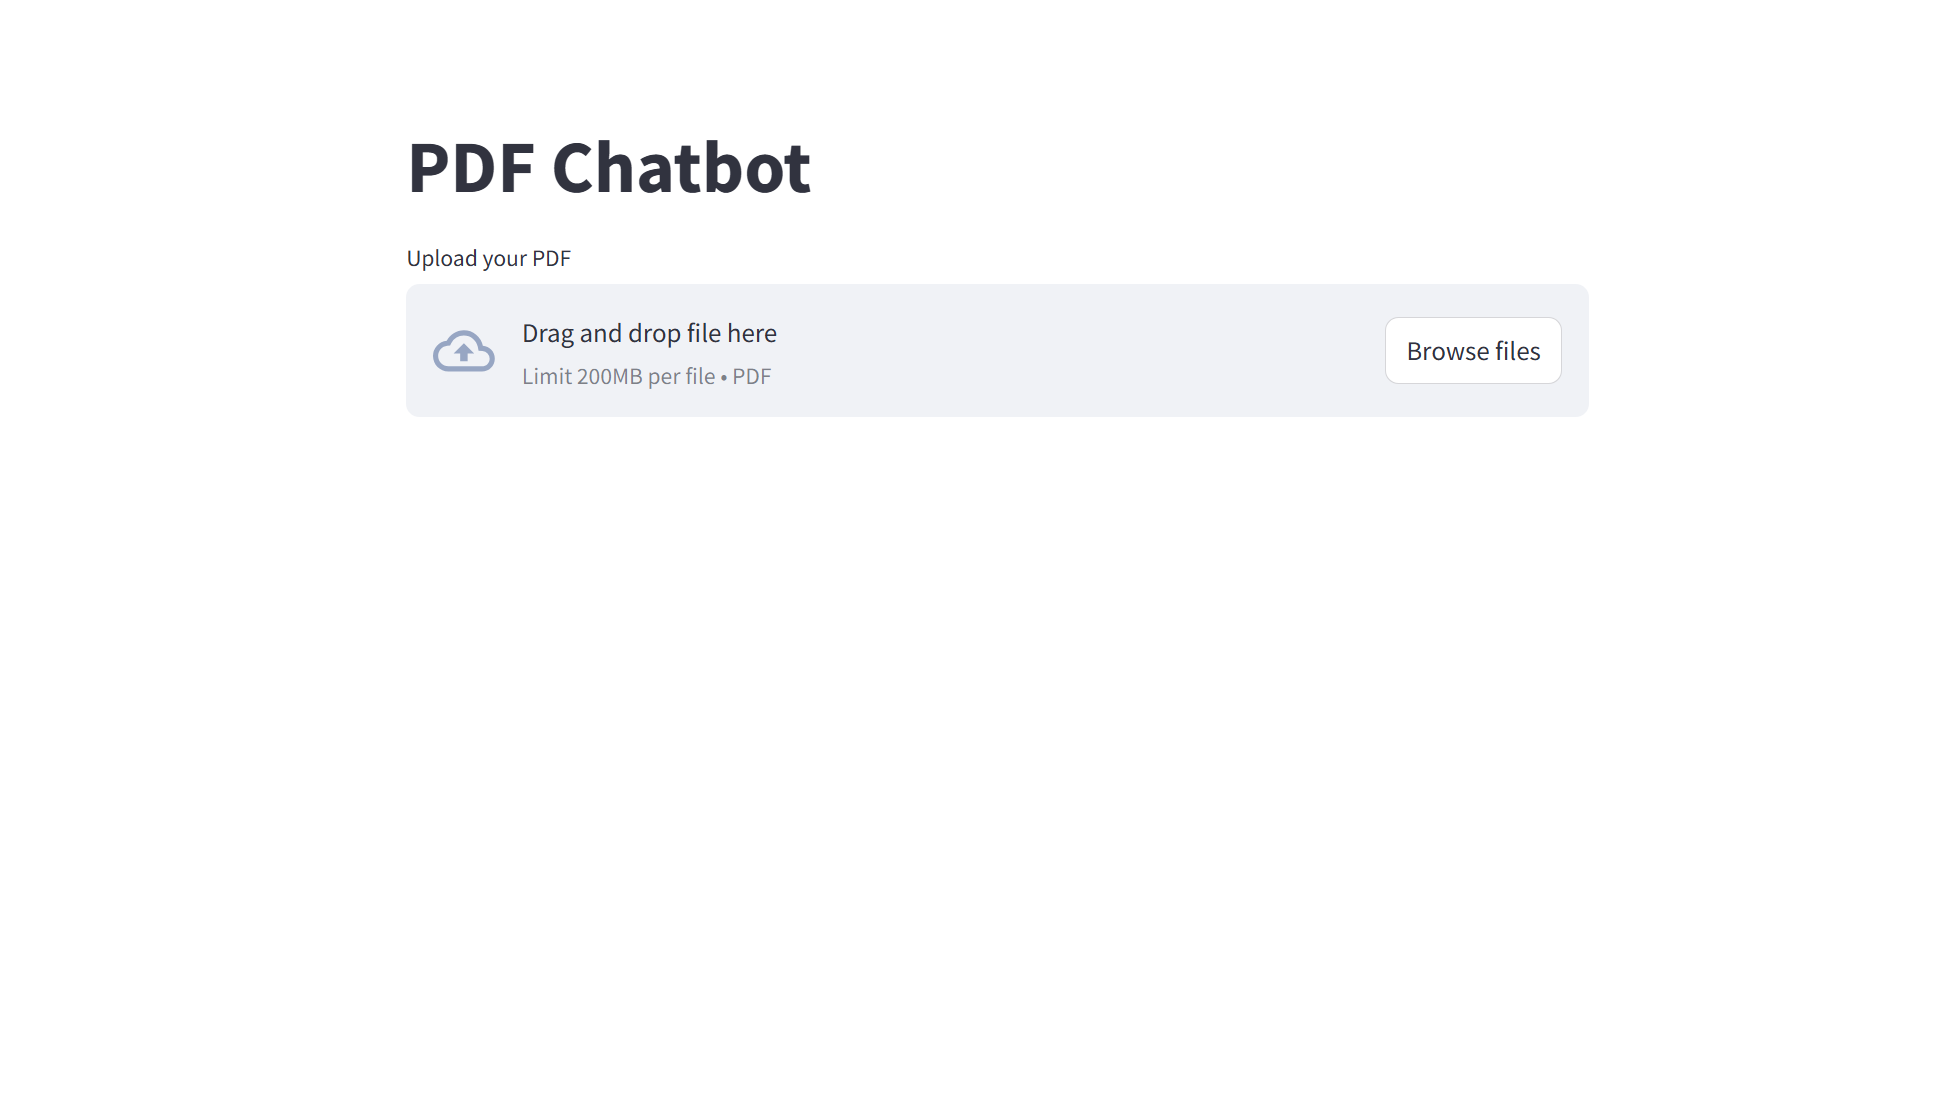 PDF Chatbot
Upload your PDF
Drag and drop file here
Limit 200MB per file • PDF
Browse files